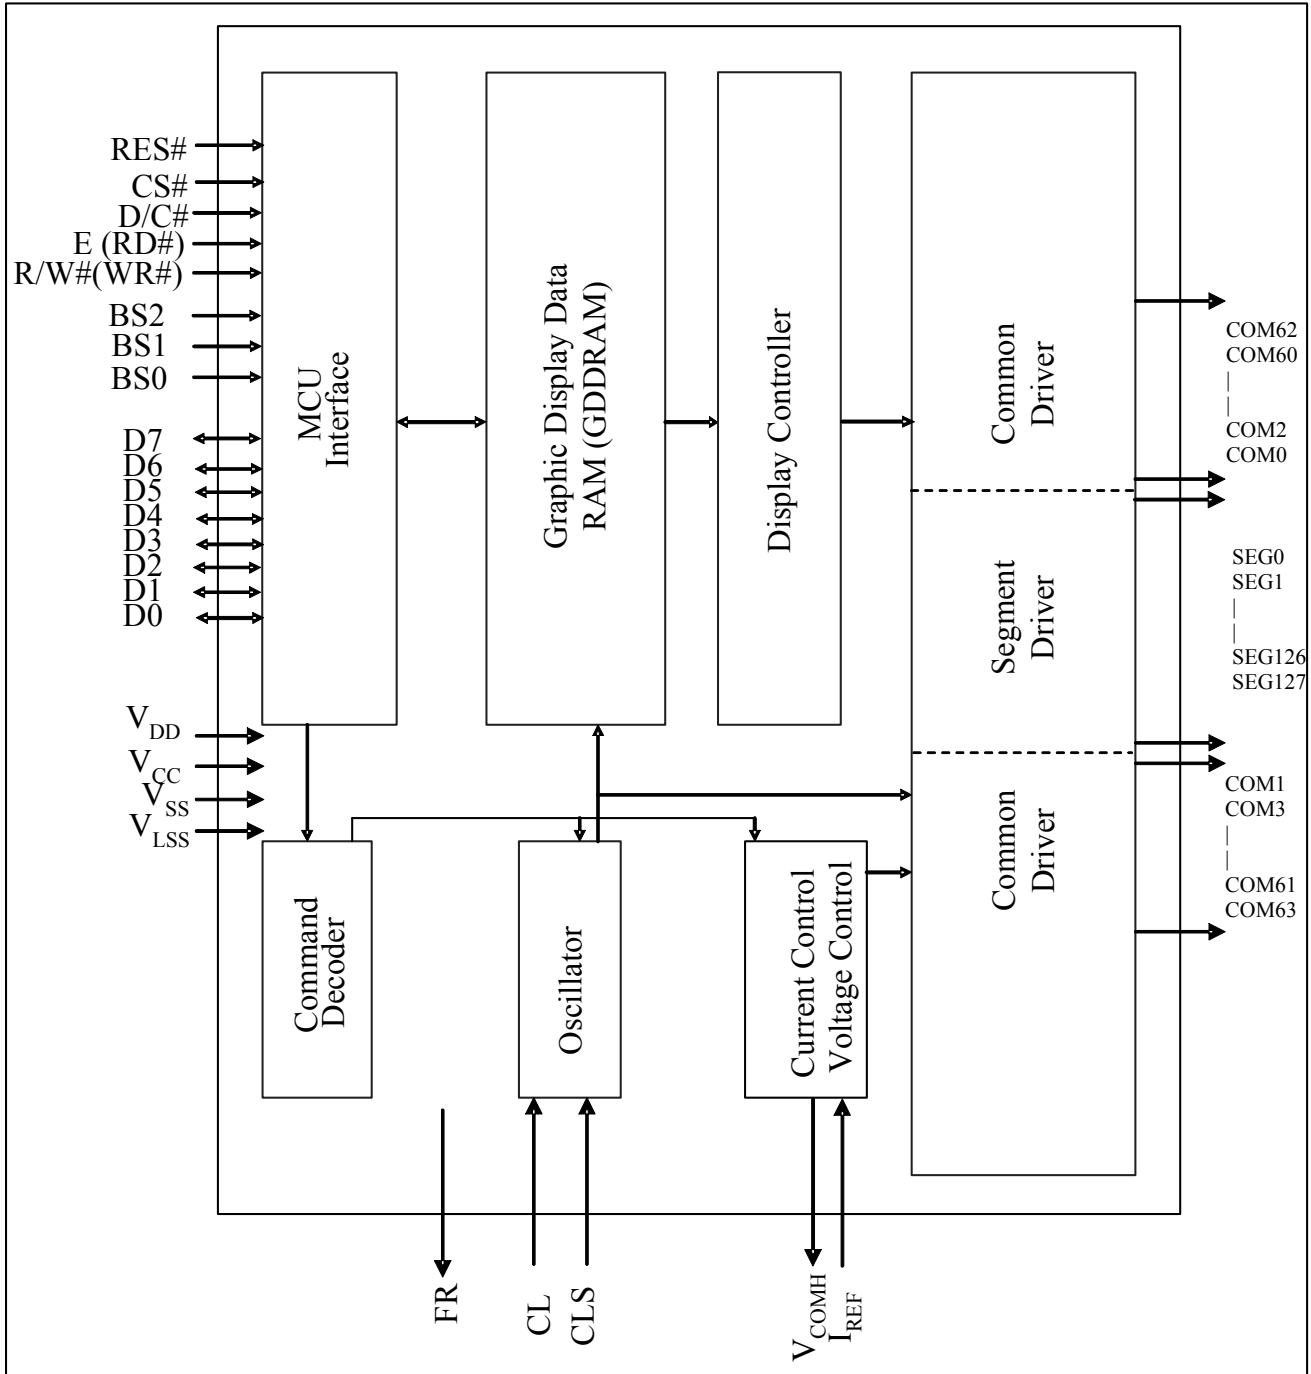 RES#
CS#
D/C#
E (RD#)
R/W#(WR#)
BS2
BS1
BS0
D7
D6
D5
D4
D3
D2
D1
D0
VDD
VCC
VSS
VLSS
MCU
Interface
Graphic Display Data
RAM (GDDRAM)
Display Controller
Common
Driver
Segment
Driver
Common
Driver
Command
Decoder
Oscillator
Current Control
Voltage Control
COM62
COM60
|
|
COM2
COM0
SEG0
SEG1
|
|
SEG126
SEG127
COM1
COM3
|
|
COM61
COM63
FR
CL
CLS
VCOMH
IREF